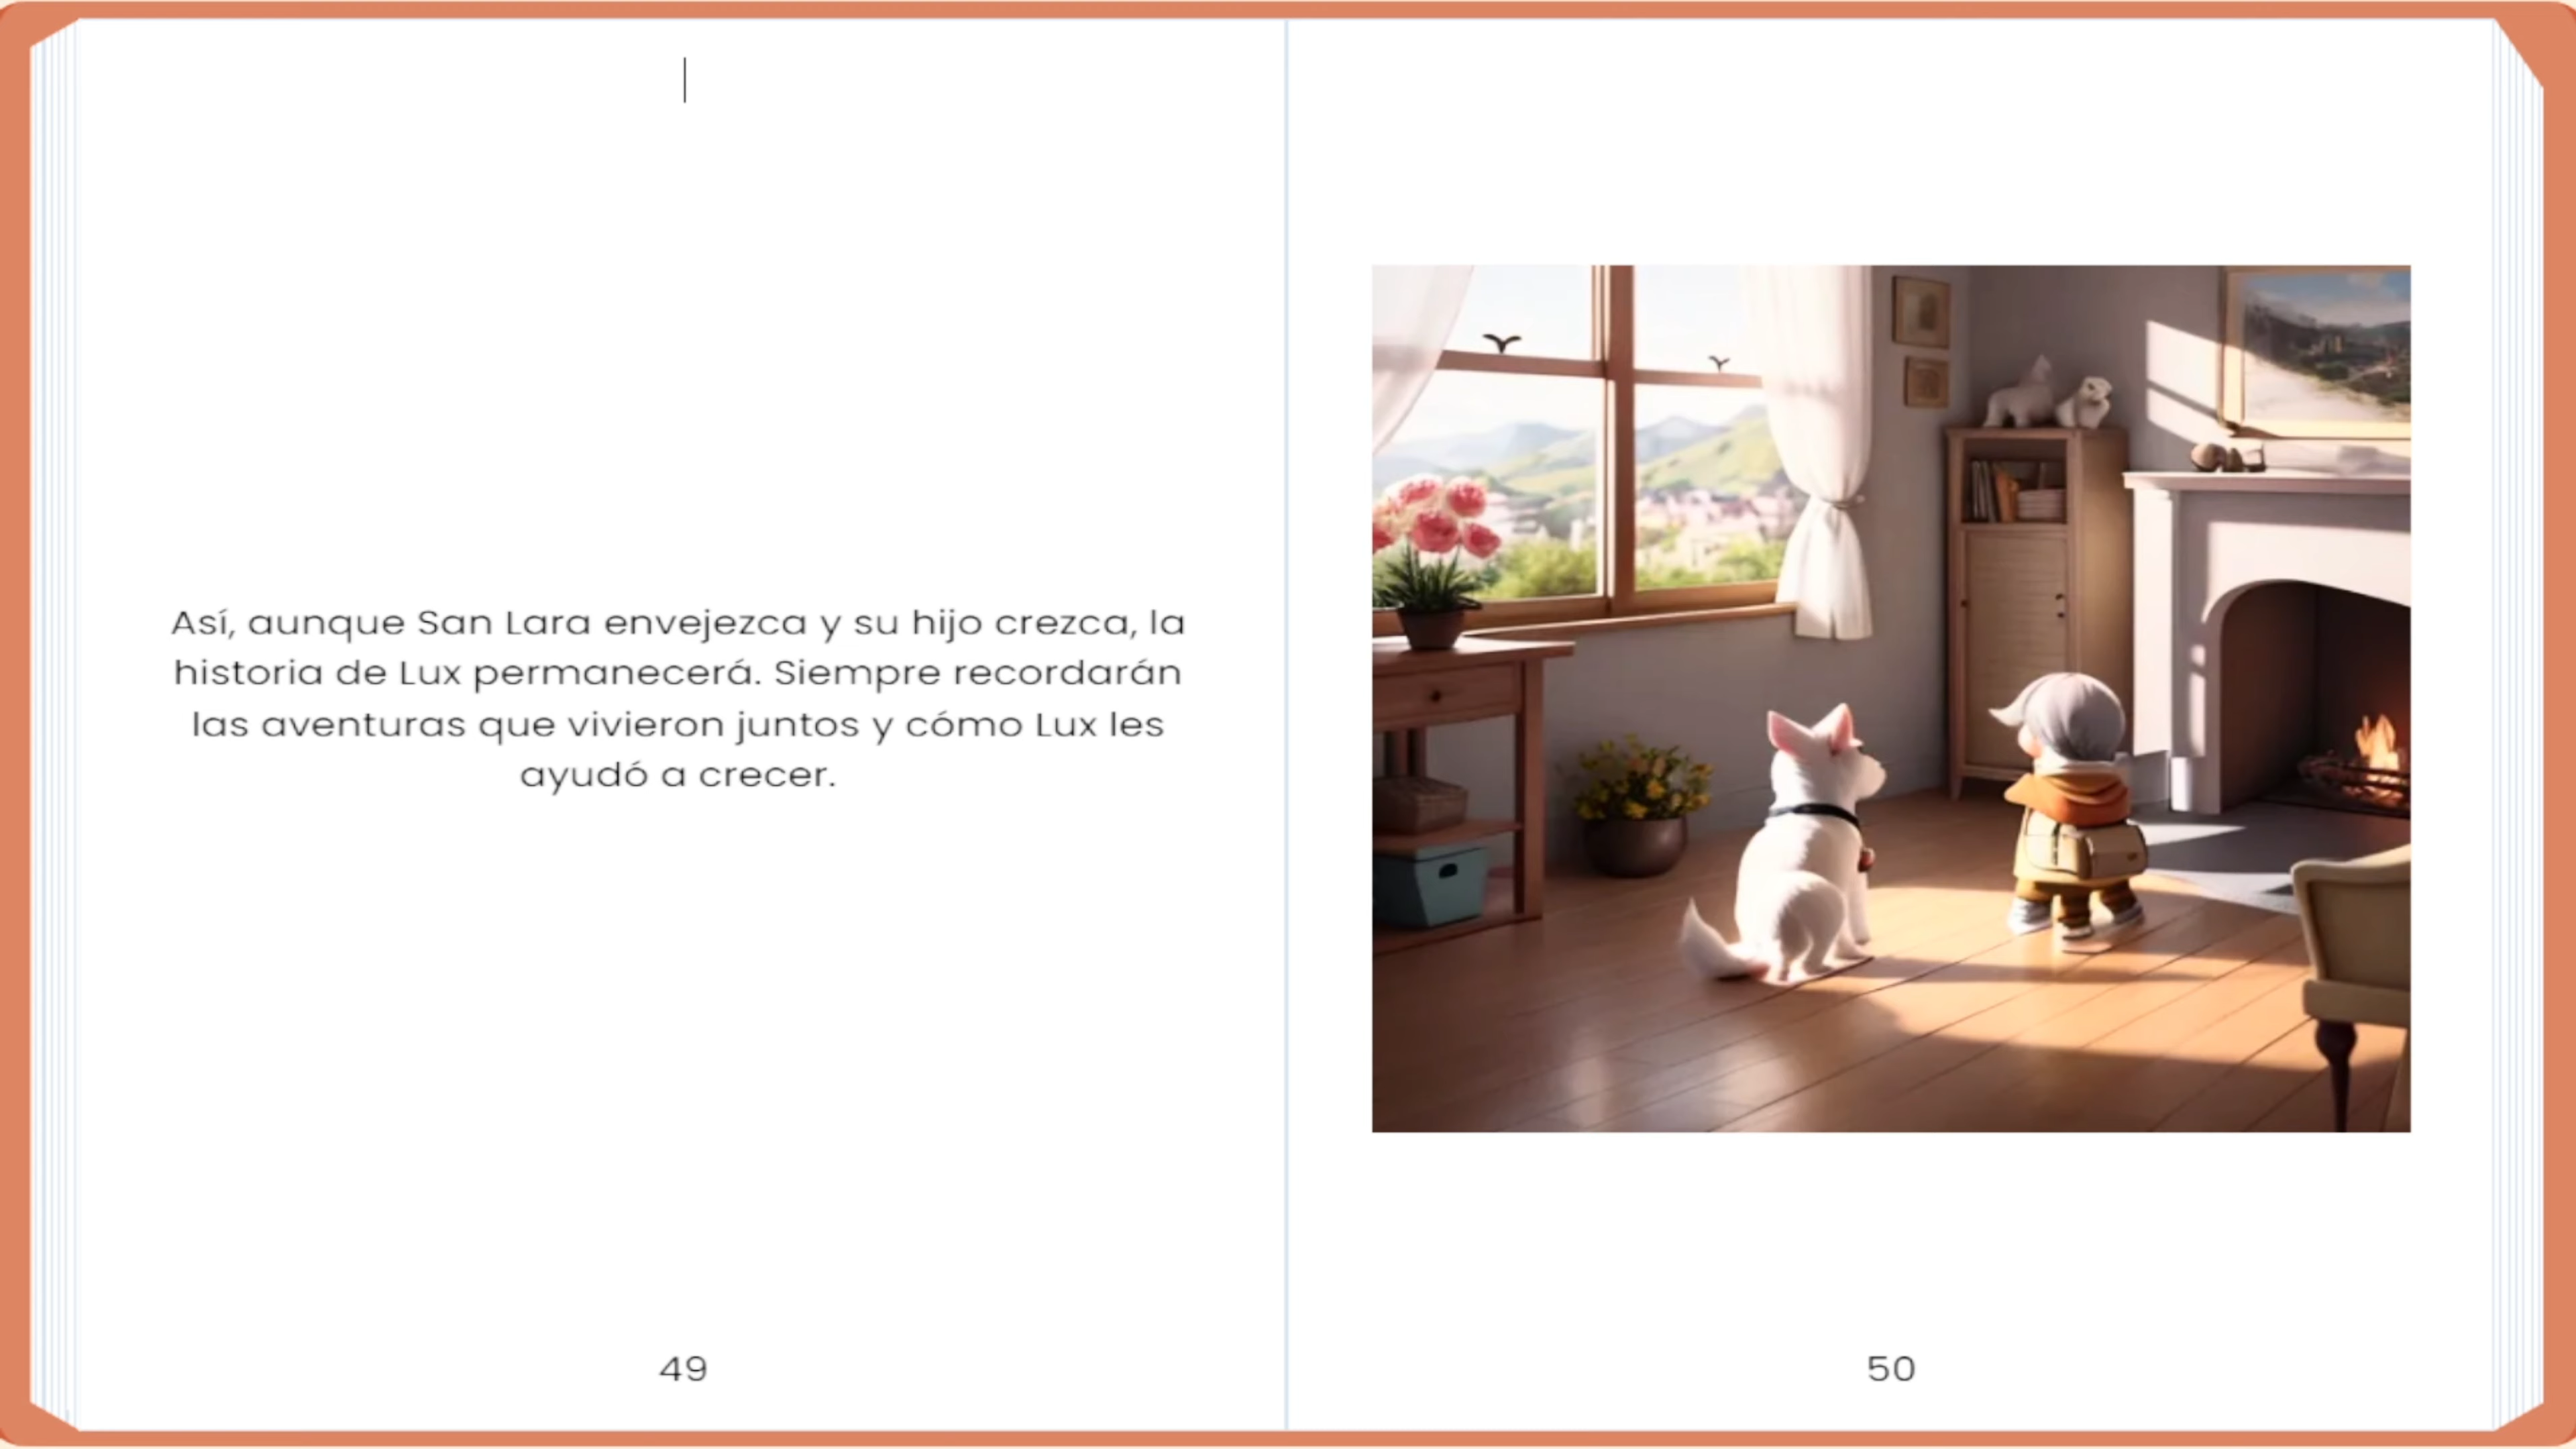 Así, aunque San Lara envejezca y su hijo crezca, la
historia de Lux permanecerá. Siempre recordarán
las aventuras que vivieron juntos y cómo Lux les
ayudó a crecer.
49
50